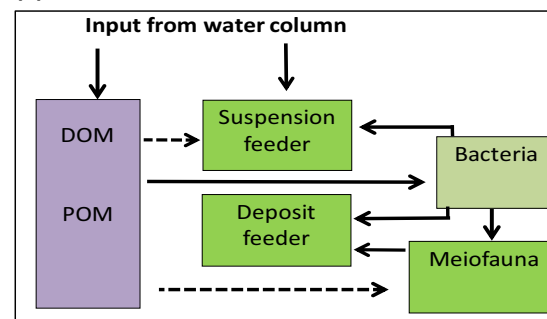 Input from water column
DOM
POM
Suspension
feeder
Bacteria
Deposit
feeder
Meiofauna